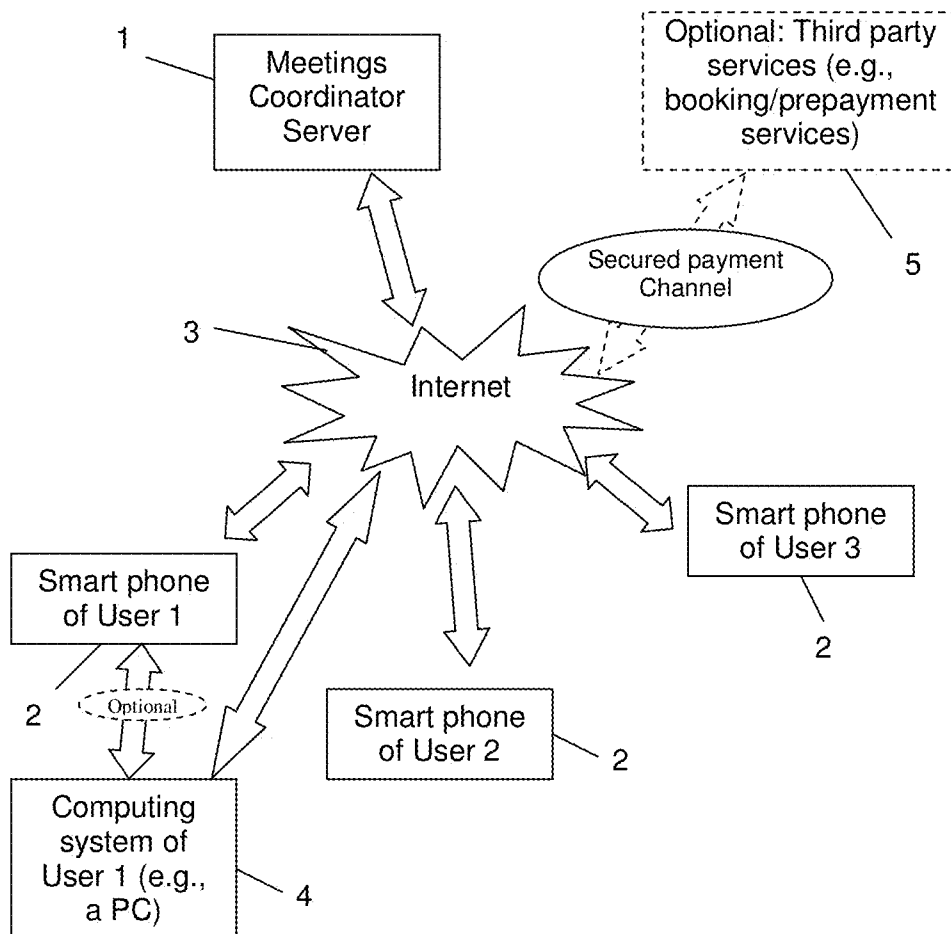 1
Meetings
Coordinator
Server
Optional: Third party
services (e.g.,
booking/prepayment
services)
5
Secured payment
Channel
3
Internet
Smart phone
of User 3
2
Smart phone
of User 1
2
Optional
Smart phone
of User 2
2
Computing
system of
User 1 (e.g.,
a PC)
4